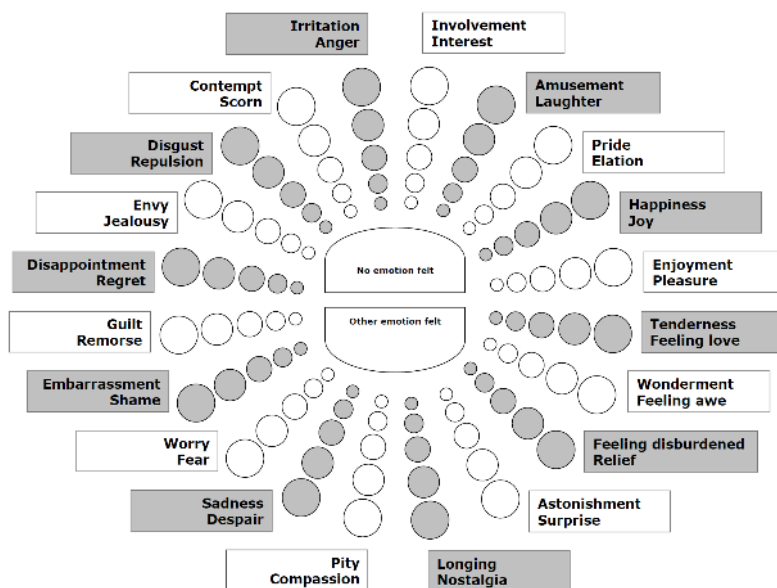 Irritation
Anger
Involvement
Interest
Contempt
Scorn
Amusement
Laughter
Disgust
Repulsion
Pride
Elation
Envy
Jealousy
Happiness
Joy
Disappointment
Regret
No emotion felt
Enjoyment
Pleasure
Guilt
Remorse
Other emotion felt
Tenderness
Feeling love
Embarrassment
Shame
Wonderment
Feeling awe
Worry
Fear
Feeling disburdened
Relief
Sadness
Despair
Astonishment
Surprise
Pity
Compassion
Longing
Nostalgia